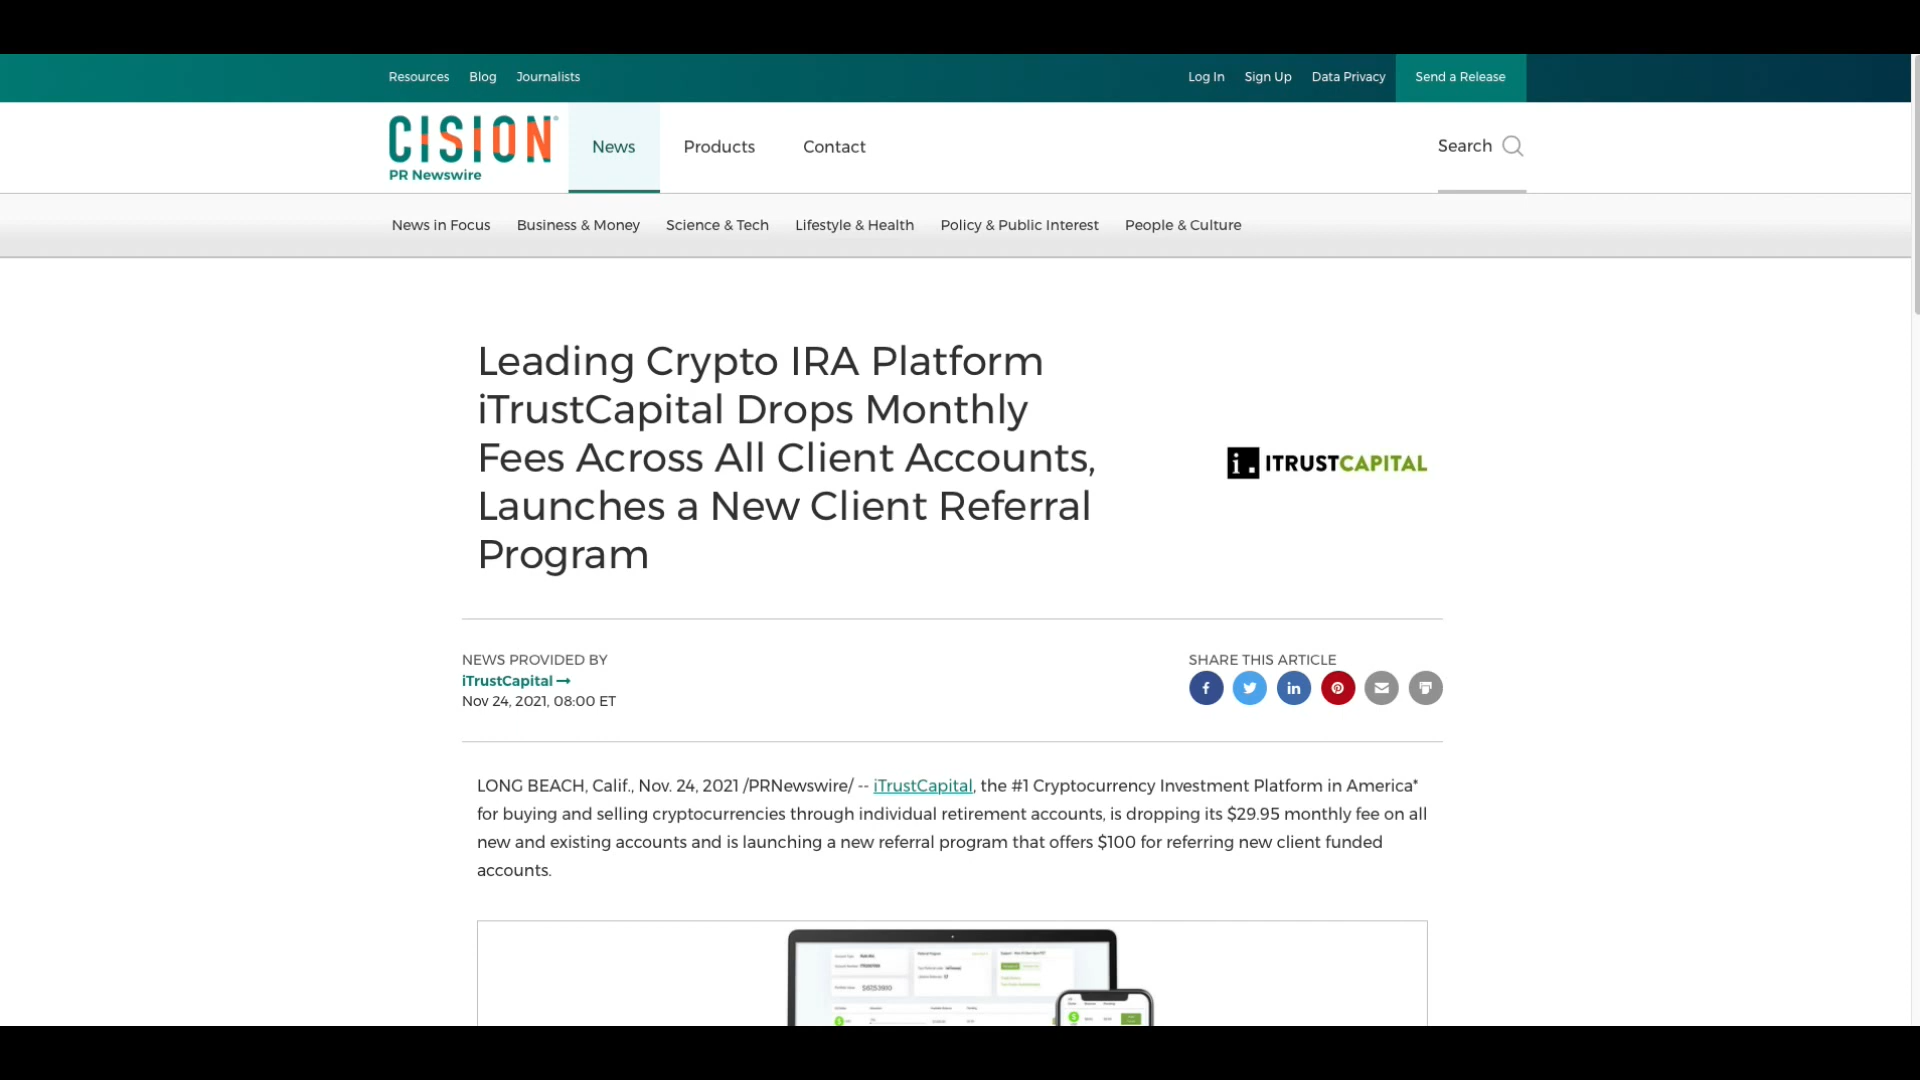 Resources Blog Journalists
Log In Sign Up Data Privacy Send a Release
CISION
PR Newswire
News Products Contact
Search
News in Focus Business & Money Science & Tech Lifestyle & Health Policy & Public Interest People & Culture
Leading Crypto IRA Platform
iTrustCapital Drops Monthly
Fees Across All Client Accounts,
Launches a New Client Referral
Program
i. ITRUSTCAPITAL
NEWS PROVIDED BY
iTrustCapital
Nov 24, 2021, 08:00 ET
SHARE THIS ARTICLE
LONG BEACH, Calif., Nov. 24, 2021 /PRNewswire/ -- iTrustCapital, the #1 Cryptocurrency Investment Platform in America*
for buying and selling cryptocurrencies through individual retirement accounts, is dropping its $29.95 monthly fee on all
new and existing accounts and is launching a new referral program that offers $100 for referring new client funded
accounts.